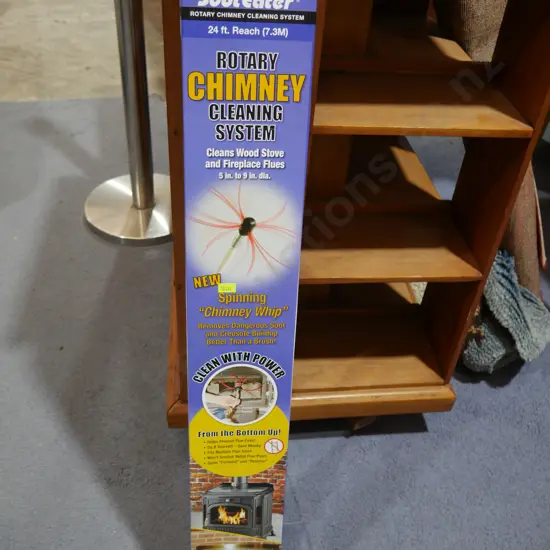 SootEater®
ROTARY CHIMNEY CLEANING SYSTEM
24 ft. Reach (7.3M)
ROTARY
CHIMNEY
CLEANING
SYSTEM
Cleans Wood Stove
and Fireplace Flues
5 in. to 9 in. dia.
NEW
Spinning
"Chimney Whip"
Removes Dangerous Soot
and Creosote Buildup
Better Than a Brush!
CLEAN WITH POWER
From the Bottom Up!